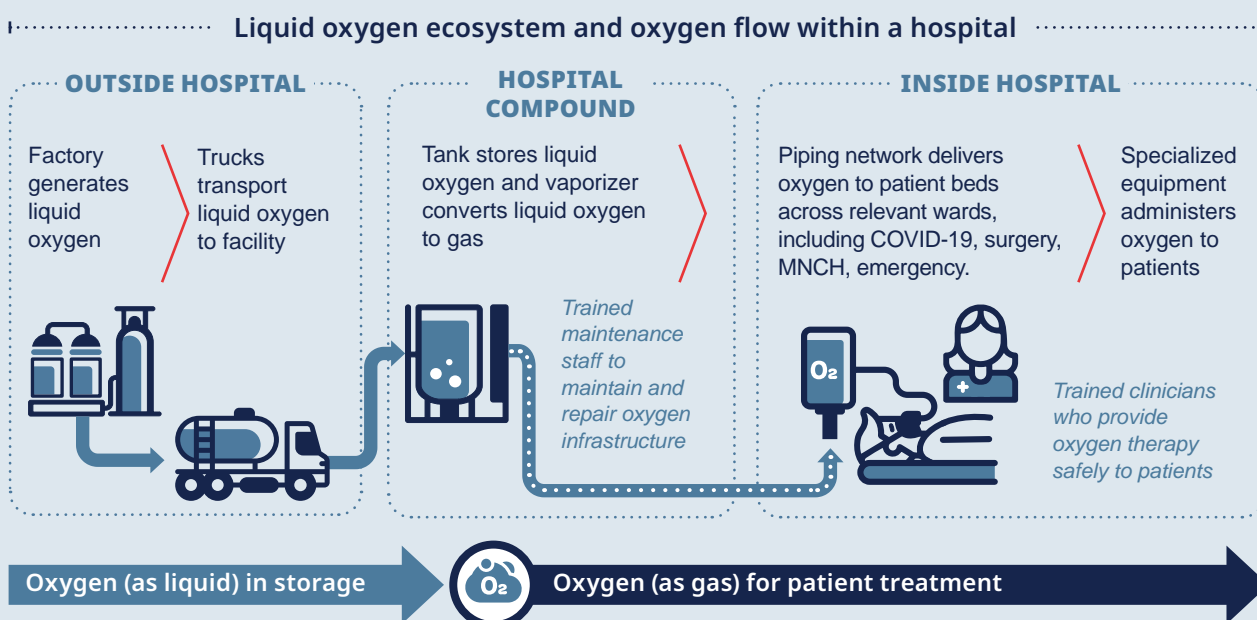 Liquid oxygen ecosystem and oxygen flow within a hospital
OUTSIDE HOSPITAL
Factory
generates
liquid
oxygen
Trucks
transport
liquid oxygen
to facility
HOSPITAL
COMPOUND
Tank stores liquid
oxygen and vaporizer
converts liquid oxygen
to gas
Trained
maintenance
staff to
maintain and
repair oxygen
infrastructure
INSIDE HOSPITAL
Piping network delivers
oxygen to patient beds
across relevant wards,
including COVID-19, surgery,
MNCH, emergency.
Specialized
equipment
administers
oxygen to
patients
O₂
Trained clinicians
who provide
oxygen therapy
safely to patients
Oxygen (as liquid) in storage
O₂
Oxygen (as gas) for patient treatment